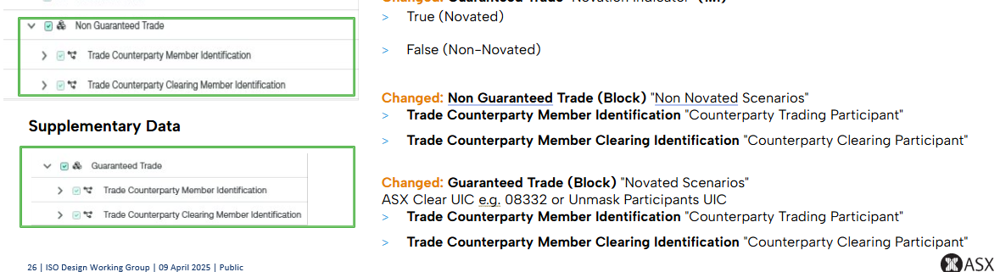 Changed: Guaranteed Trade "Novation Indicator" (1..1)
Non Guaranteed Trade
Trade Counterparty Member Identification
Trade Counterparty Clearing Member Identification
> True (Novated)
> False (Non-Novated)
Changed: Non Guaranteed Trade (Block) "Non Novated Scenarios"
> Trade Counterparty Member Identification "Counterparty Trading Participant"
> Trade Counterparty Member Clearing Identification "Counterparty Clearing Participant"
Supplementary Data
Guaranteed Trade
Trade Counterparty Member Identification
Trade Counterparty Clearing Member Identification
Changed: Guaranteed Trade (Block) "Novated Scenarios"
ASX Clear UIC e.g. 08332 or Unmask Participants UIC
> Trade Counterparty Member Identification "Counterparty Trading Participant"
> Trade Counterparty Member Clearing Identification "Counterparty Clearing Participant"
26 | ISO Design Working Group | 09 April 2025 | Public
ASX